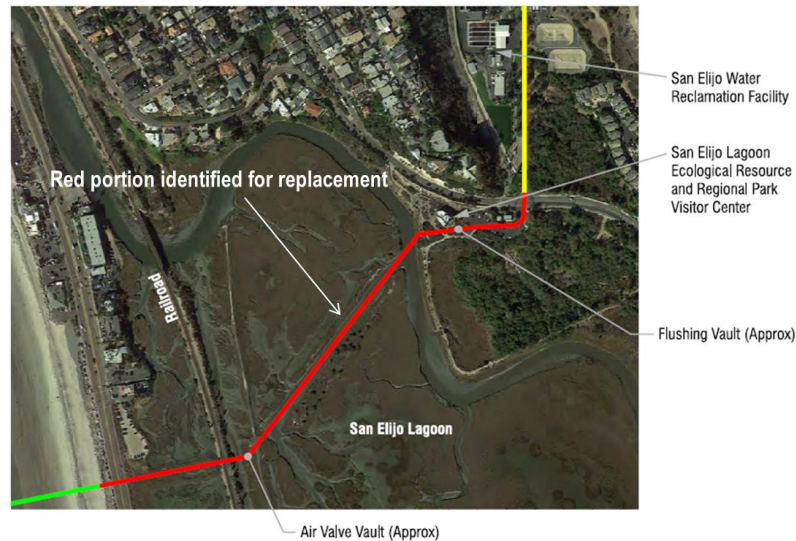 San Elijo Water
Reclamation Facility
San Elijo Lagoon
Ecological Resource
and Regional Park
Visitor Center
Red portion identified for replacement
Railroad
Flushing Vault (Approx)
San Elijo Lagoon
Air Valve Vault (Approx)